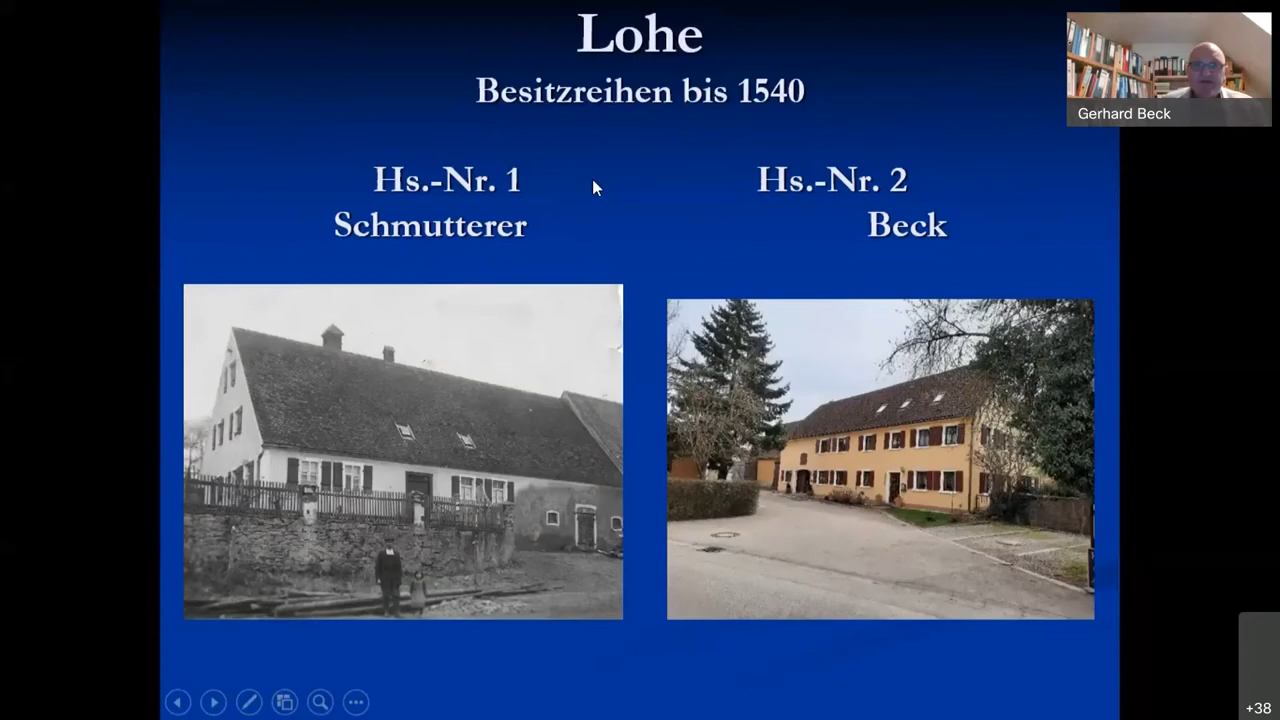 Lohe
Besitzreihen bis 1540
Hs.-Nr. 1
Schmutterer
Hs.-Nr. 2
Beck
Gerhard Beck
+38